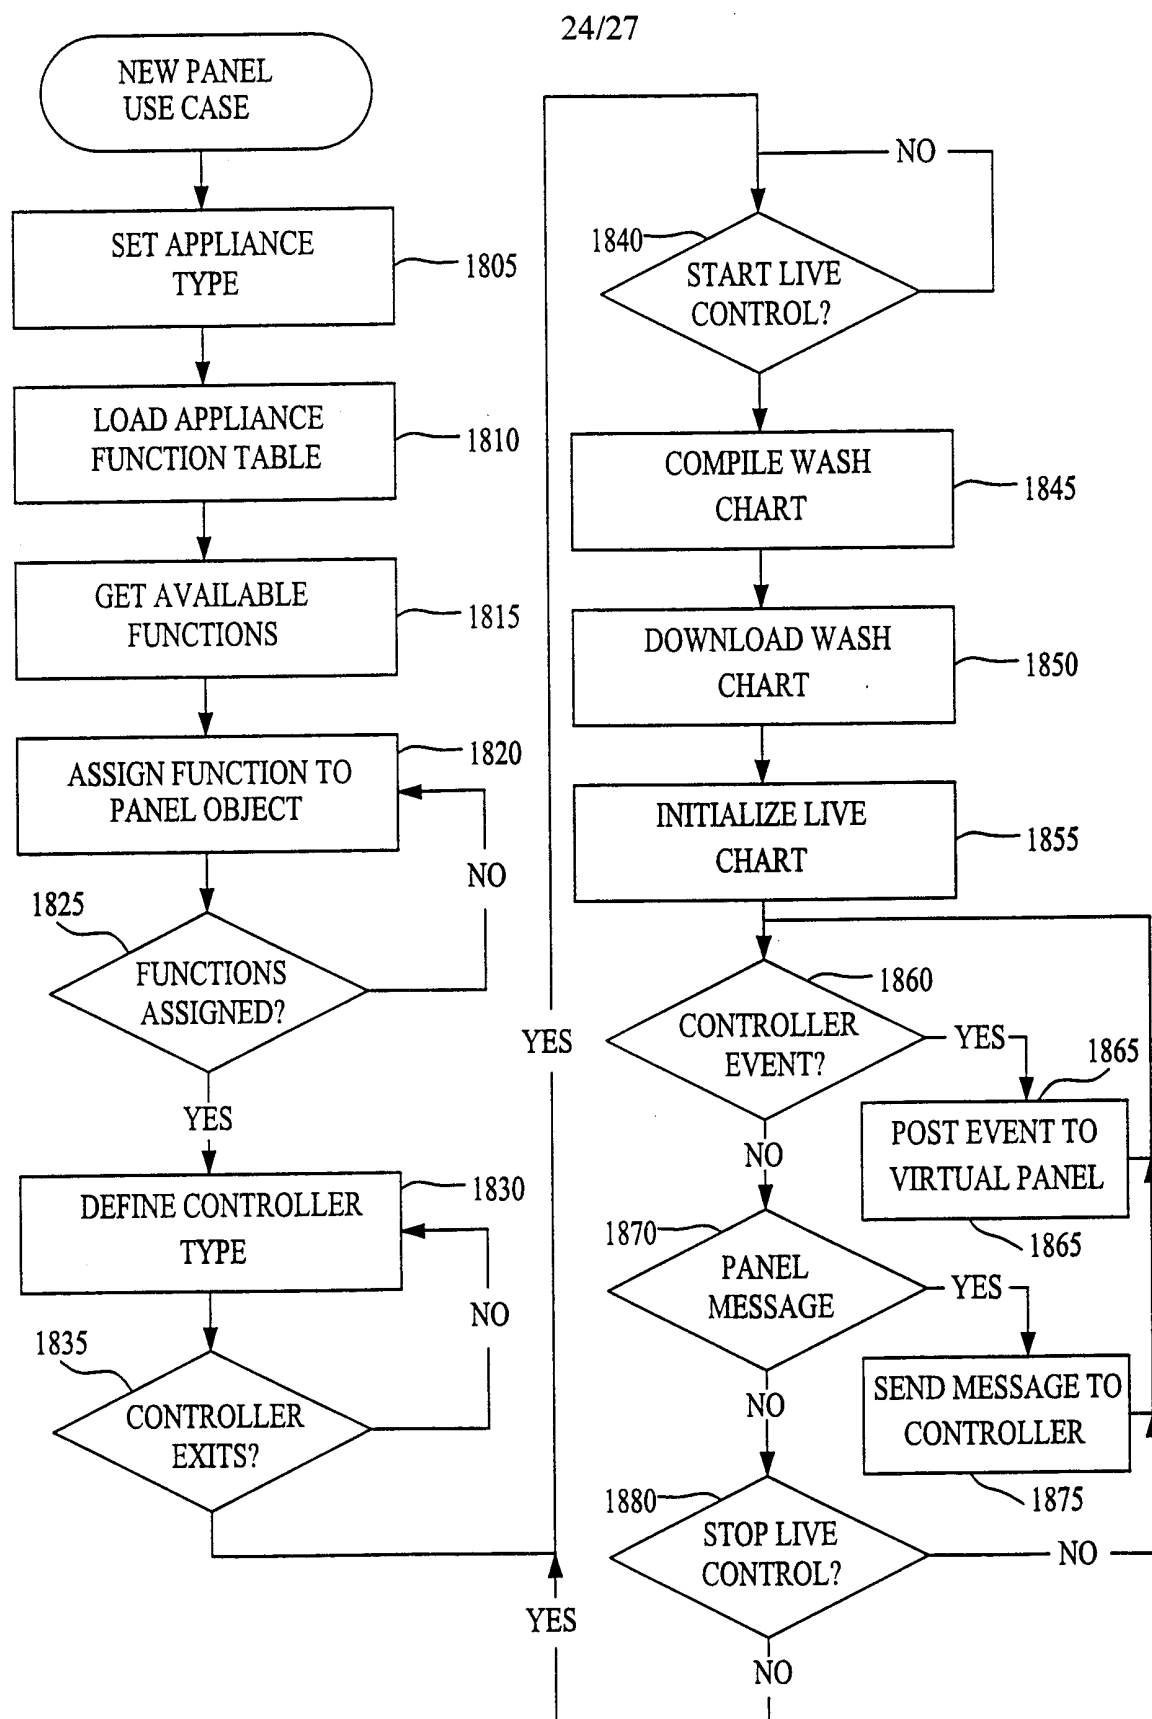 24/27
NEW PANEL
USE CASE
SET APPLIANCE
TYPE
1805
LOAD APPLIANCE
FUNCTION TABLE
1810
GET AVAILABLE
FUNCTIONS
1815
ASSIGN FUNCTION TO
PANEL OBJECT
1820
NO
1825
FUNCTIONS
ASSIGNED?
YES
DEFINE CONTROLLER
TYPE
1830
NO
1835
CONTROLLER
EXITS?
YES
YES
NO
1840
START LIVE
CONTROL?
COMPILE WASH
CHART
1845
DOWNLOAD WASH
CHART
1850
INITIALIZE LIVE
CHART
1855
1860
CONTROLLER
EVENT?
YES
1865
POST EVENT TO
VIRTUAL PANEL
1865
NO
1870
PANEL
MESSAGE
YES
SEND MESSAGE TO
CONTROLLER
1875
NO
1880
STOP LIVE
CONTROL?
NO
NO